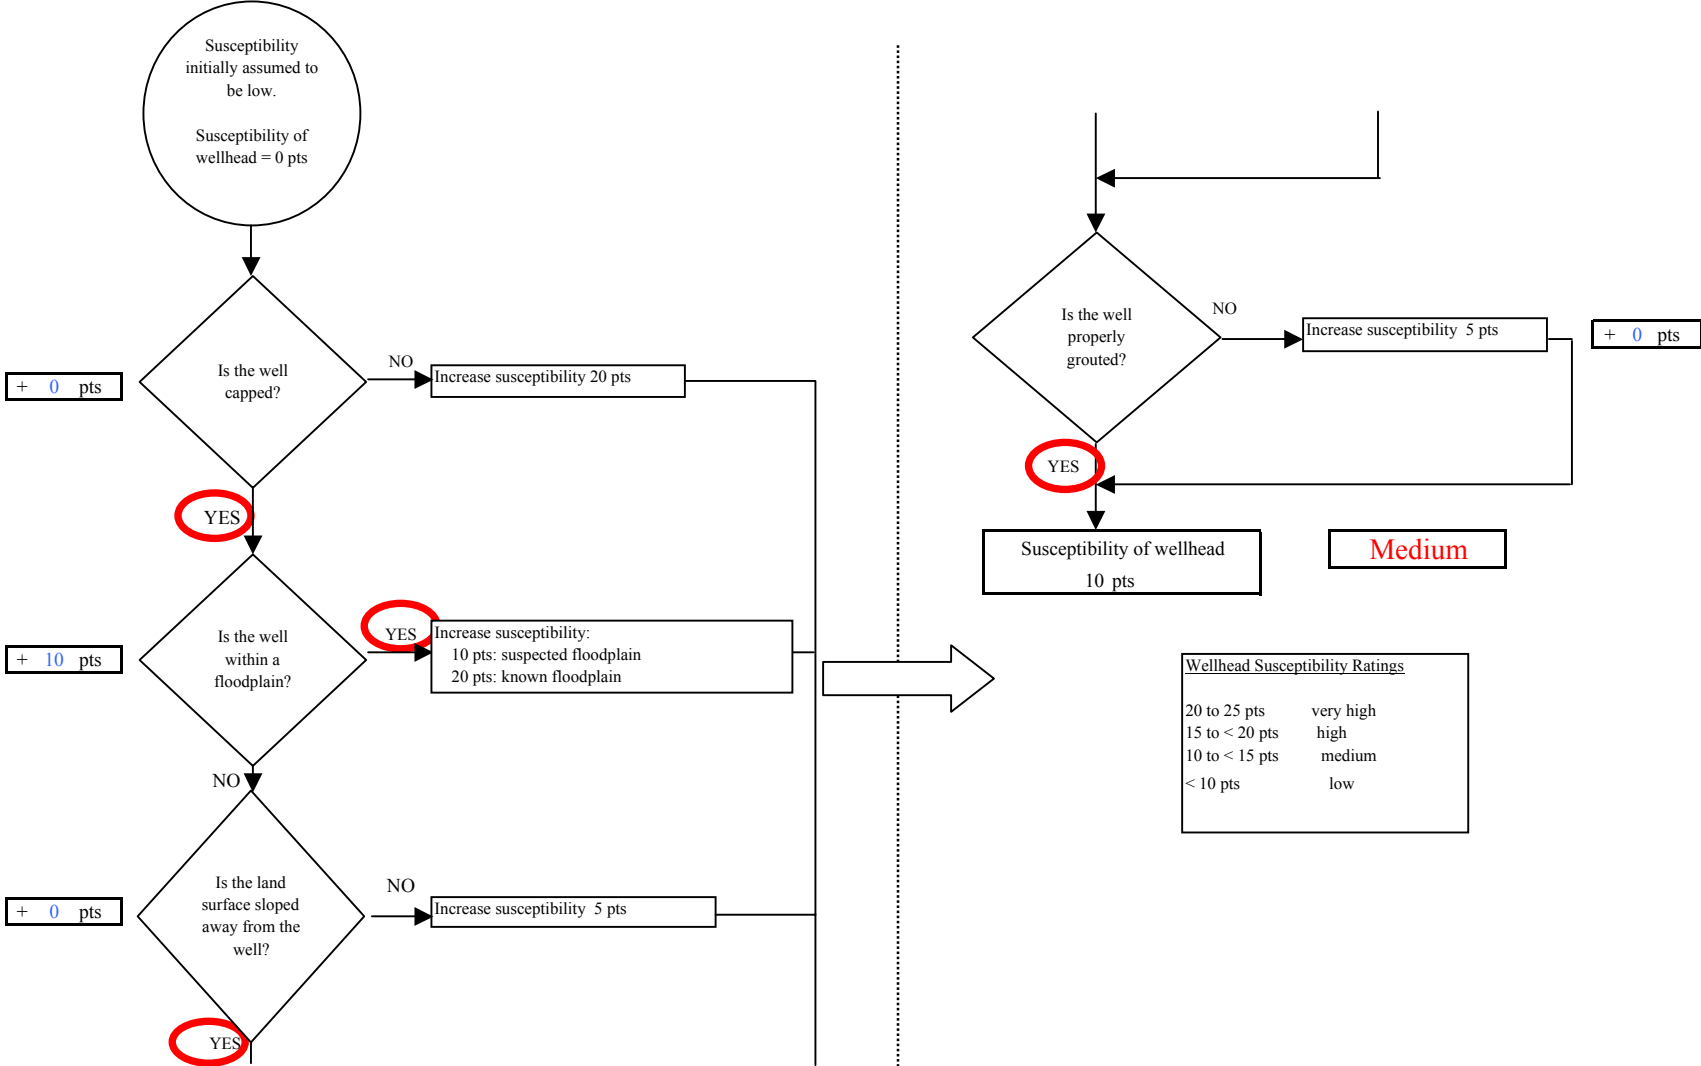 Susceptibility
initially assumed to
be low.
Susceptibility of
wellhead = 0 pts
Is the well
capped?
NO
Increase susceptibility 20 pts
+ 0 pts
YES
Is the well
within a
floodplain?
YES
Increase susceptibility:
10 pts: suspected floodplain
20 pts: known floodplain
+ 10 pts
NO
Is the land
surface sloped
away from the
well?
NO
Increase susceptibility 5 pts
+ 0 pts
YES
Is the well
properly
grouted?
NO
Increase susceptibility 5 pts
+ 0 pts
YES
Susceptibility of wellhead
10 pts
Medium
Wellhead Susceptibility Ratings
20 to 25 pts very high
15 to < 20 pts high
10 to < 15 pts medium
< 10 pts low